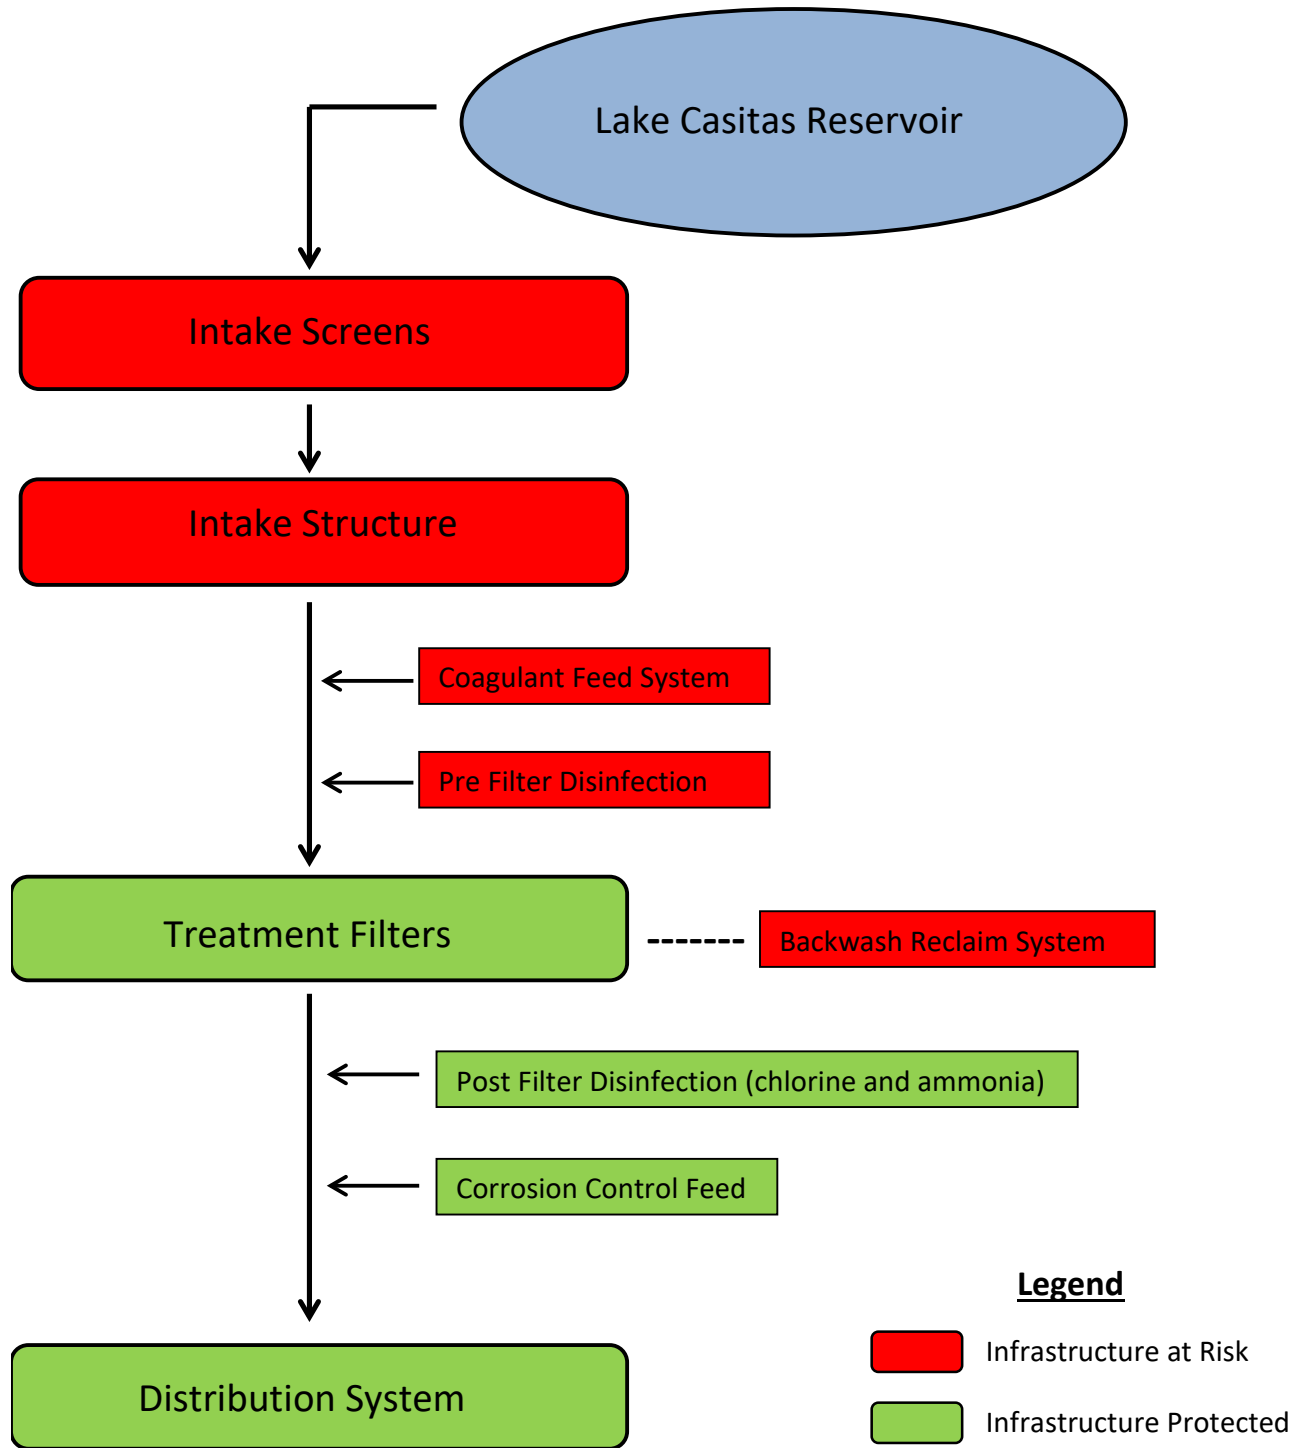 Lake Casitas Reservoir
Intake Screens
Intake Structure
Coagulant Feed System
Pre Filter Disinfection
Treatment Filters
Backwash Reclaim System
Post Filter Disinfection (chlorine and ammonia)
Corrosion Control Feed
Legend
Infrastructure at Risk
Distribution System
Infrastructure Protected